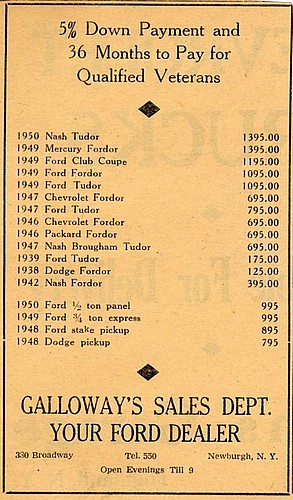 5% Down Payment and
36 Months to Pay for
Qualified Veterans
1950 Nash Tudor 1395.00
1949 Mercury Fordor 1395.00
1949 Ford Club Coupe 1195.00
1949 Ford Fordor 1095.00
1949 Ford Tudor 1095.00
1947 Chevrolet Fordor 695.00
1947 Ford Tudor 795.00
1946 Chevrolet Fordor 695.00
1946 Packard Fordor 695.00
1947 Nash Brougham Tudor 695.00
1939 Ford Tudor 175.00
1938 Dodge Fordor 125.00
1942 Nash Fordor 395.00
1950 Ford ½ ton panel 995
1949 Ford ¾ ton express 995
1948 Ford stake pickup 895
1948 Dodge pickup 795
GALLOWAY'S SALES DEPT.
YOUR FORD DEALER
330 Broadway Tel. 550 Newburgh, N. Y.
Open Evenings Till 9